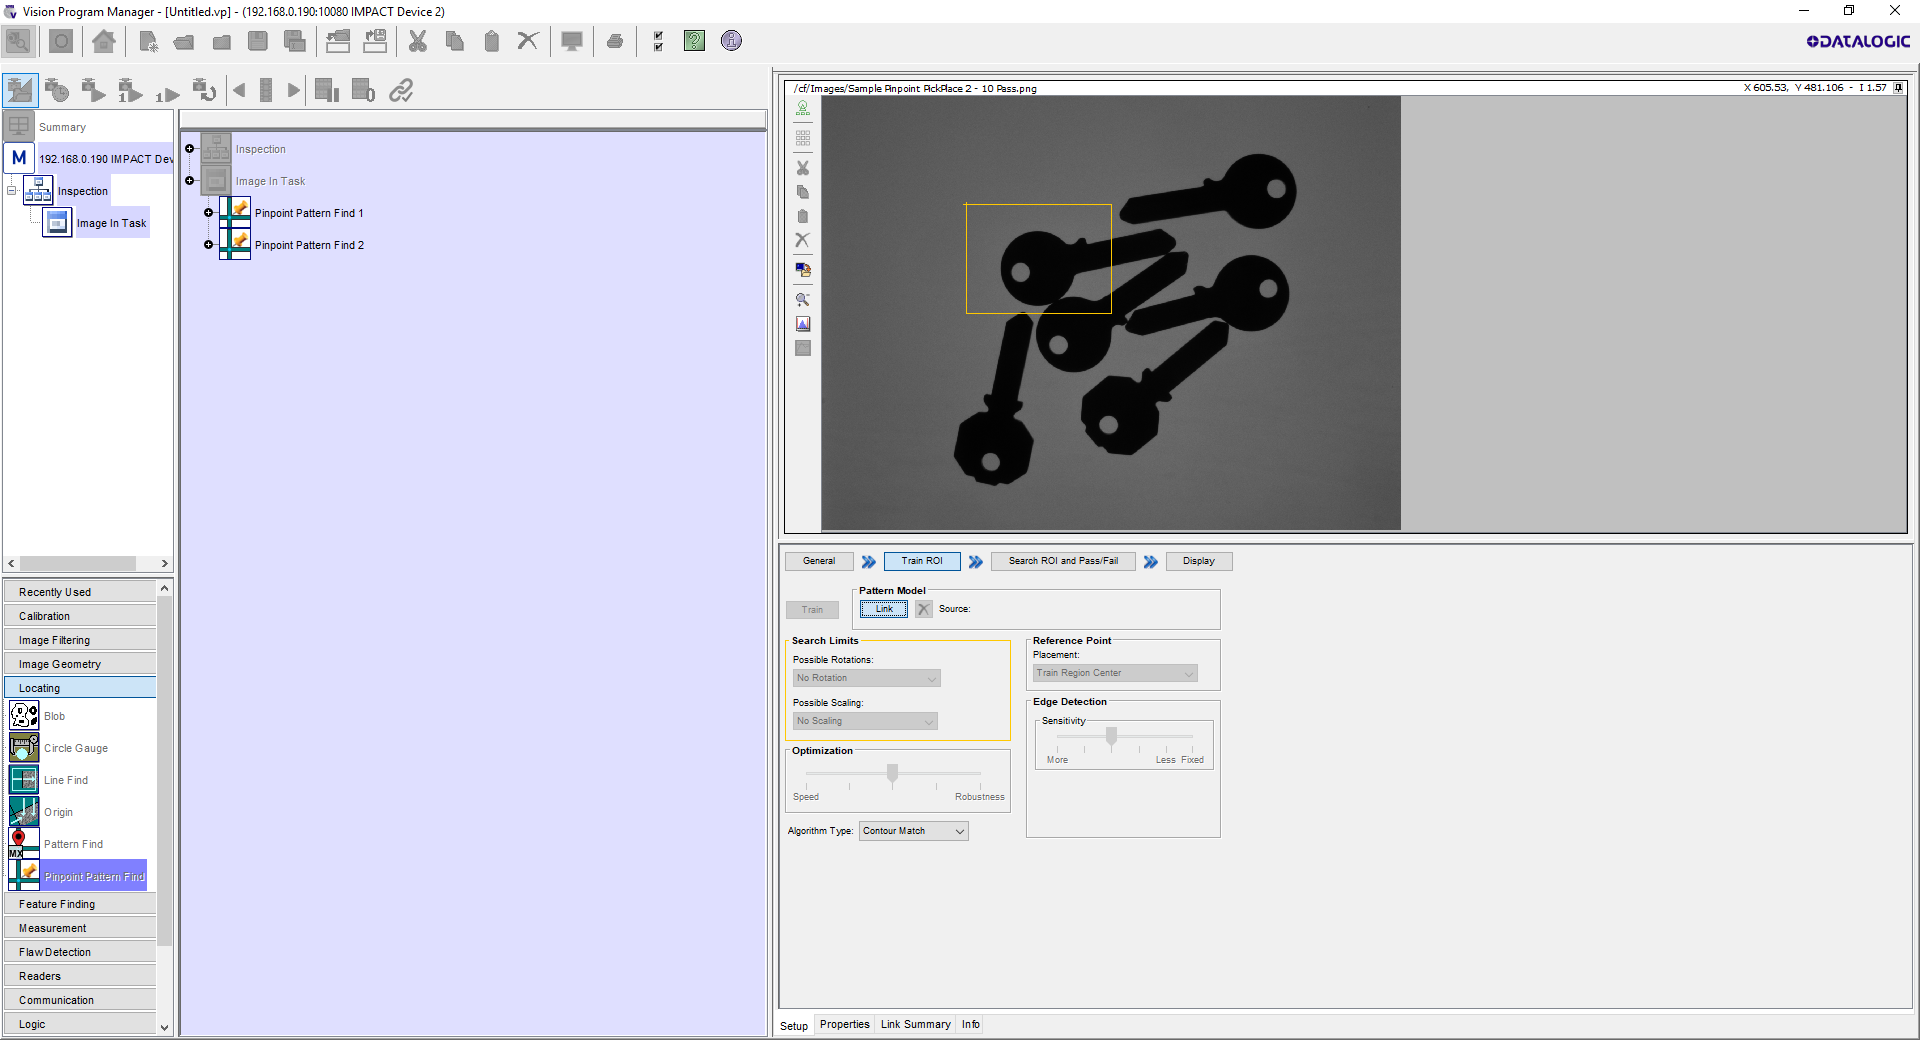 Vision Program Manager - [Untitled.vp] - (192.168.0.190:10080 IMPACT Device 2)
DATALOGIC
Summary
M
192.168.0.190 IMPACT Dev
Inspection
Image In Task
Inspection
Image In Task
Pinpoint Pattern Find 1
Pinpoint Pattern Find 2
/cf/Images/Sample Pinpoint PickPlace 2 - 10 Pass.png
X 605.53, Y 481.106 - I 1.57
Recently Used
Calibration
Image Filtering
Image Geometry
Locating
Blob
Circle Gauge
Line Find
Origin
MX
Pattern Find
Pinpoint Pattern Find
Feature Finding
Measurement
Flaw Detection
Readers
Communication
Logic
General
Train ROI
Search ROI and Pass/Fail
Display
Train
Pattern Model
Link
Source:
Search Limits
Possible Rotations:
No Rotation
Possible Scaling:
No Scaling
Optimization
Speed
Robustness
Algorithm Type:
Contour Match
Reference Point
Placement:
Train Region Center
Edge Detection
Sensitivity
More
Less
Fixed
Setup
Properties
Link Summary
Info